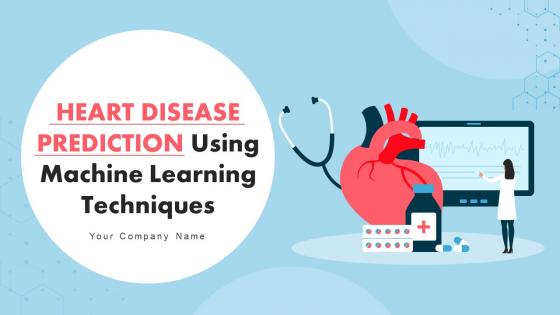 HEART DISEASE
PREDICTION Using
Machine Learning
Techniques
Your Company Name